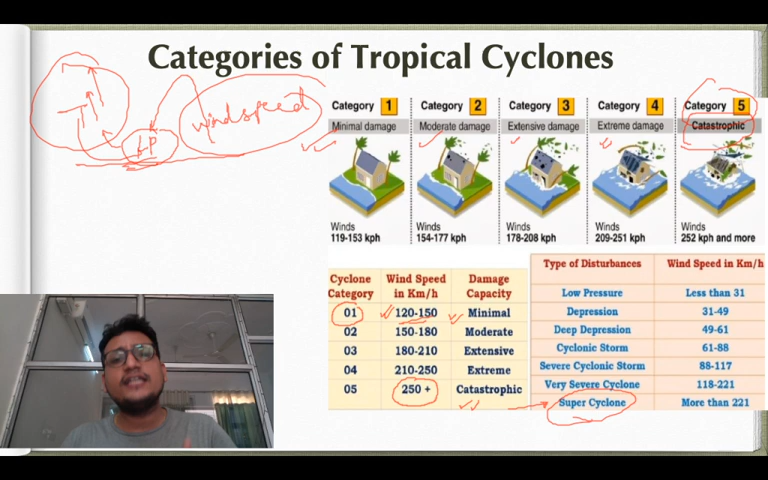 Categories of Tropical Cyclones
windspeed
LP
Category 1
Minimal damage
Winds
119-153 kph
Category 2
Moderate damage
Winds
154-177 kph
Category 3
Extensive damage
Winds
178-208 kph
Category 4
Extreme damage
Winds
209-251 kph
Category 5
Catastrophic
Winds
252 kph and more
Cyclone Category Wind Speed in Km/h Damage Capacity
01 120-150 Minimal
02 150-180 Moderate
03 180-210 Extensive
04 210-250 Extreme
05 250 + Catastrophic
Type of Disturbances Wind Speed in Km/h
Low Pressure Less than 31
Depression 31-49
Deep Depression 49-61
Cyclonic Storm 61-88
Severe Cyclonic Storm 88-117
Very Severe Cyclone 118-221
Super Cyclone More than 221